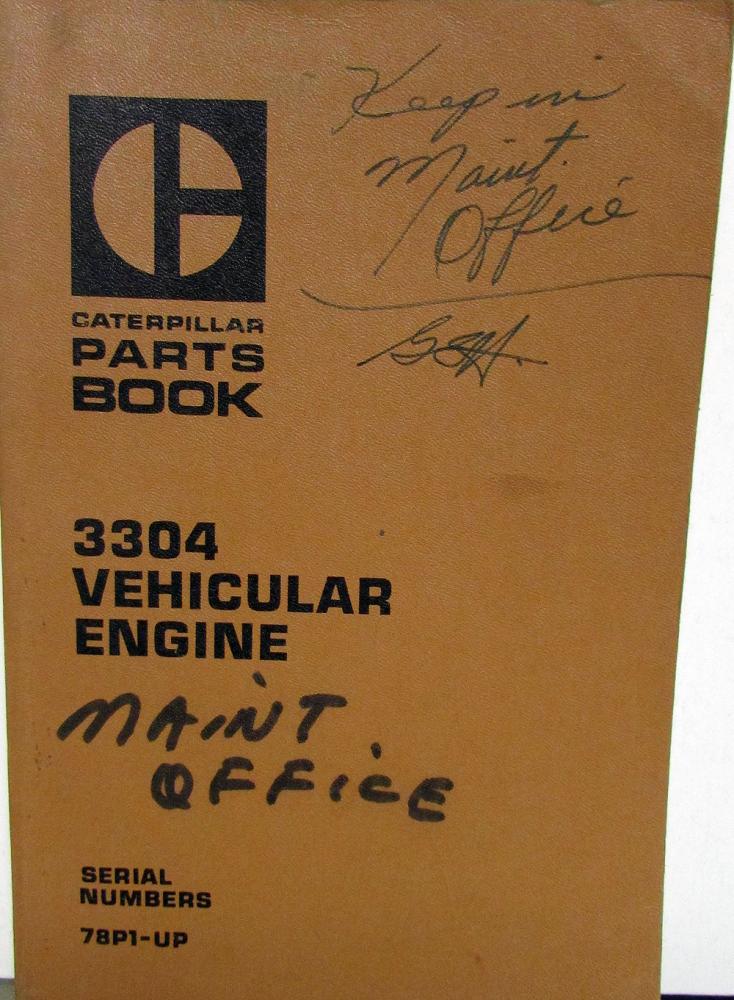 Keep in
Maint.
Office
CATERPILLAR
PARTS
BOOK
3304
VEHICULAR
ENGINE
MAINT
OFFICE
SERIAL
NUMBERS
78P1-UP